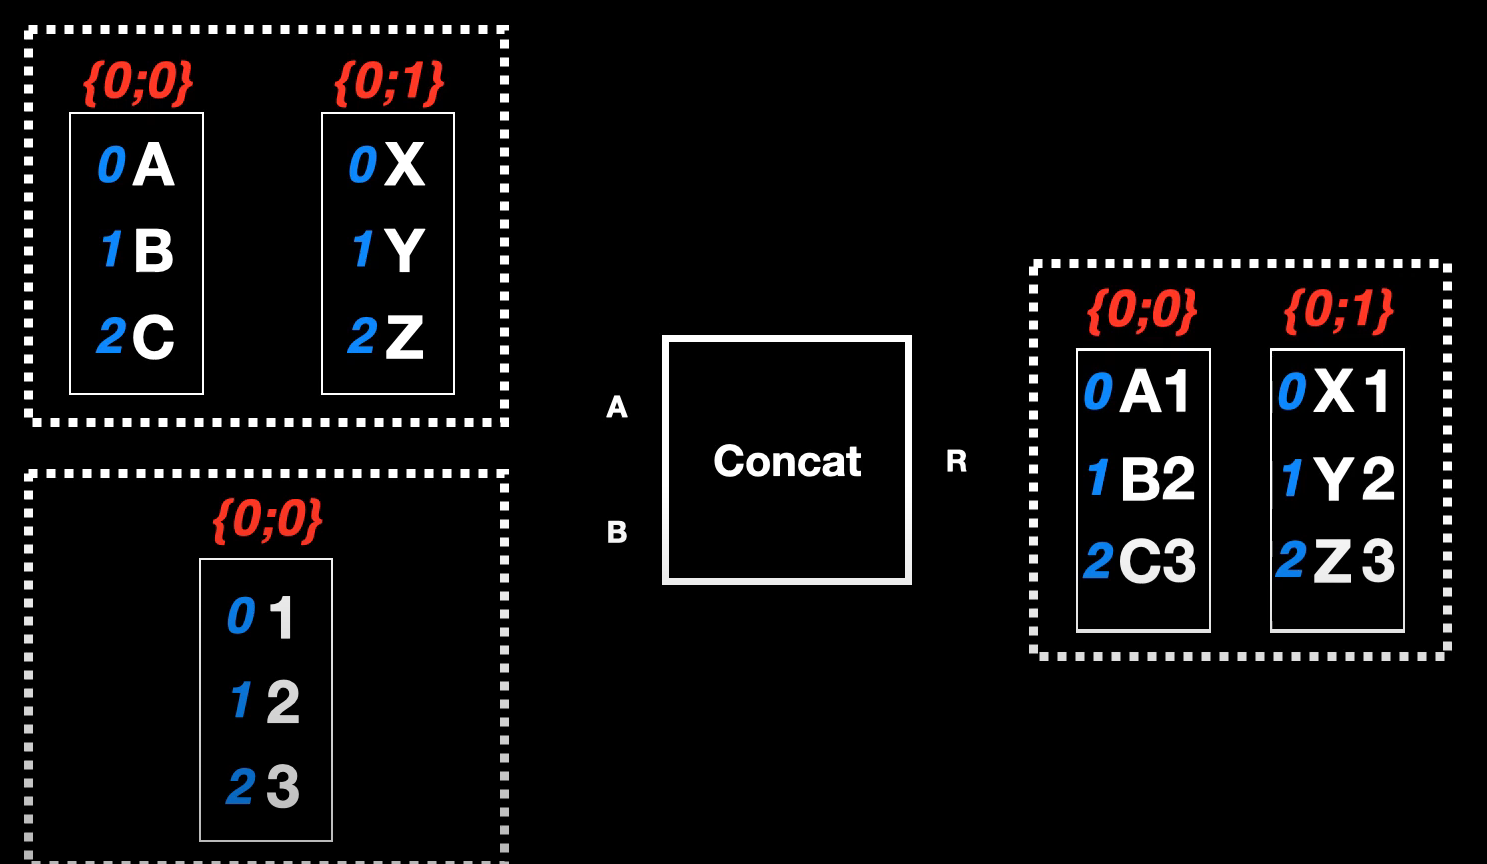 {0;0} {0;1}
0 A 0 X
1 B 1 Y
2 C 2 Z
{0;0}
0 1
1 2
2 3
A
B
Concat
R
{0;0} {0;1}
0 A1 0 X1
1 B2 1 Y2
2 C3 2 Z3